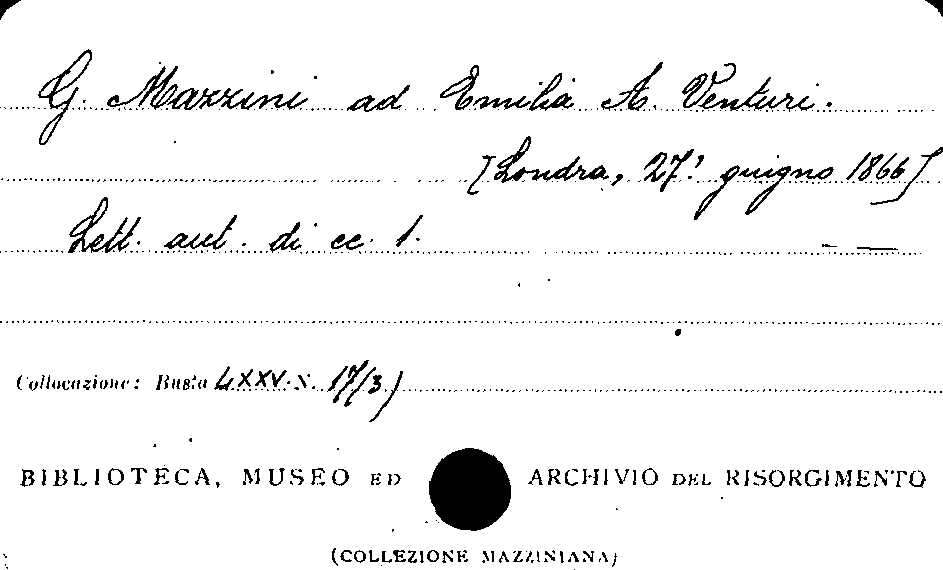 G. Mazzini ad Emilia A. Venturi.
[Londra, 27? giugno 1866]
Lett. aut. di cc. 1.
Collocazione: Busta LXXV. N. 17/3)
BIBLIOTECA, MUSEO ED ARCHIVIO DEL RISORGIMENTO
(COLLEZIONE MAZZINIANA)